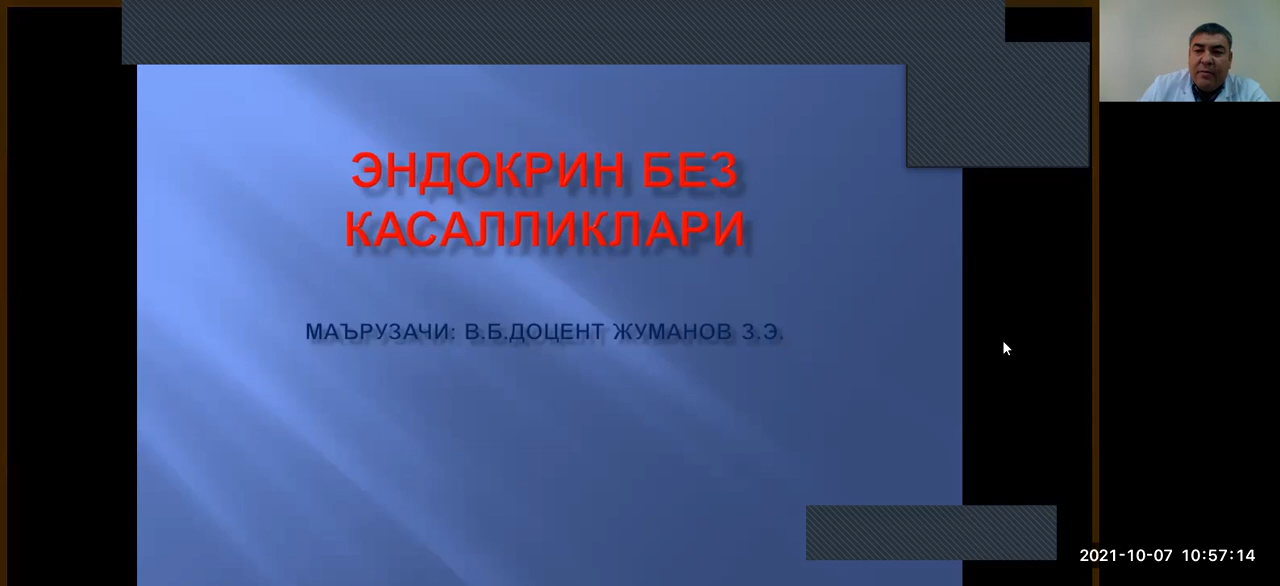 ЭНДОКРИН БЕЗ
КАСАЛЛИКЛАРИ
МАЪРУЗАЧИ: В.Б.ДОЦЕНТ ЖУМАНОВ З.Э.
2021-10-07 10:57:14